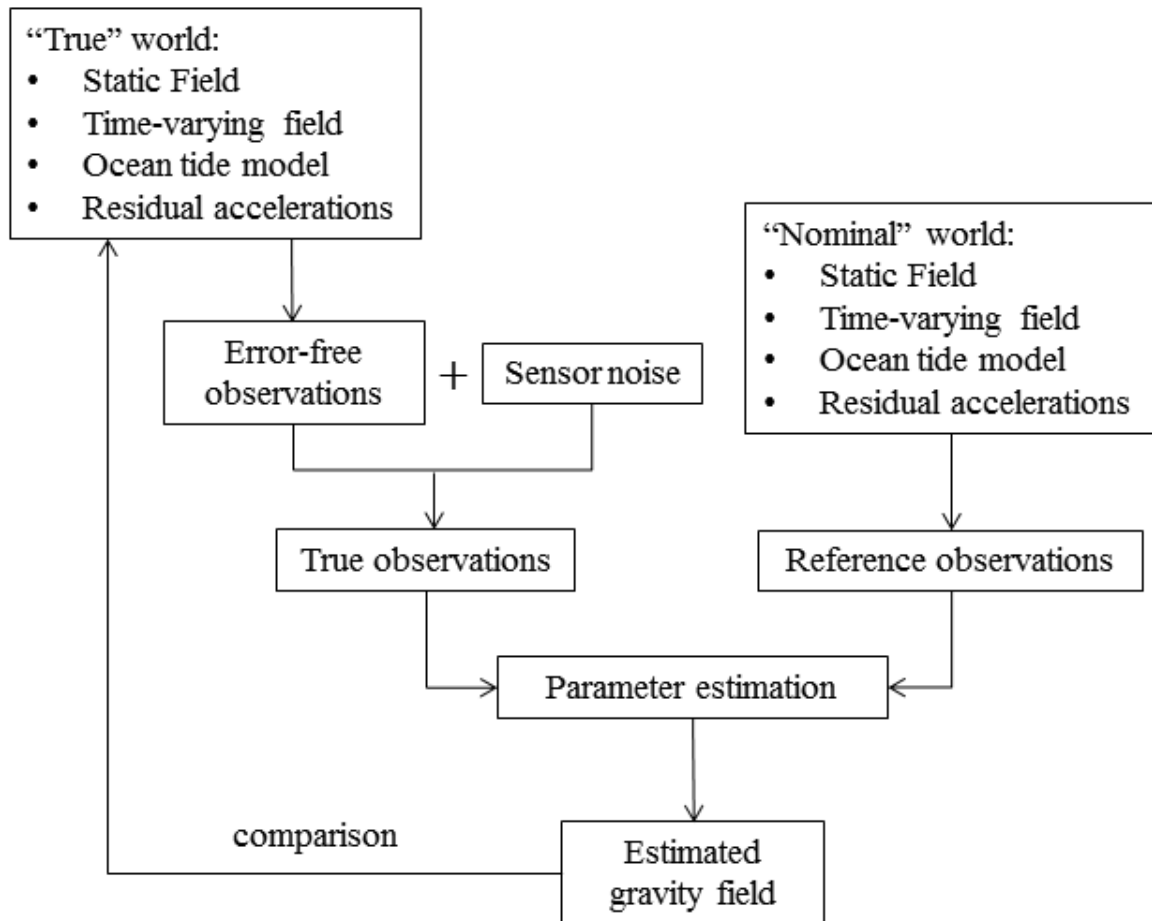 “True” world:
• Static Field
• Time-varying field
• Ocean tide model
• Residual accelerations
“Nominal” world:
• Static Field
• Time-varying field
• Ocean tide model
• Residual accelerations
Error-free
observations
+
Sensor noise
True observations
Reference observations
Parameter estimation
comparison
Estimated
gravity field